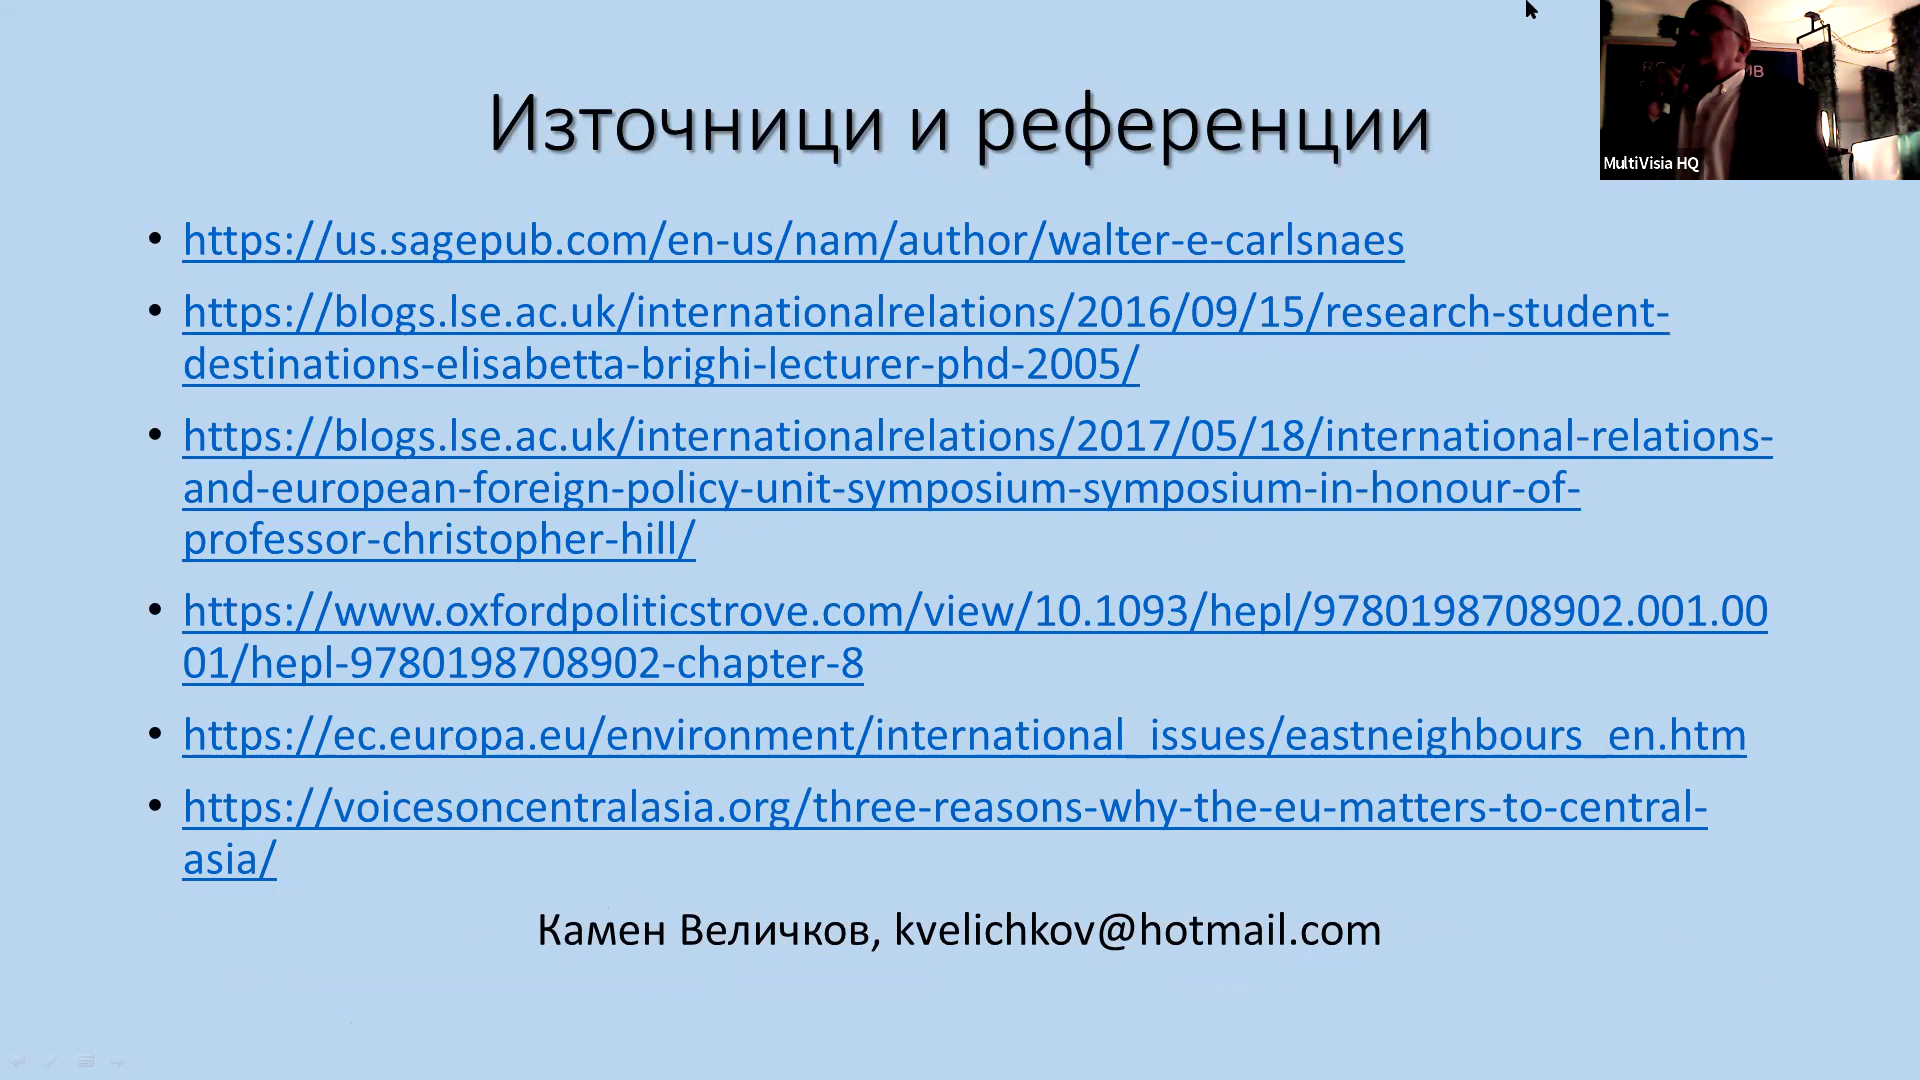 Източници и референции
MultiVisia HQ
• https://us.sagepub.com/en-us/nam/author/walter-e-carlsnaes
• https://blogs.lse.ac.uk/internationalrelations/2016/09/15/research-student-
destinations-elisabetta-brighi-lecturer-phd-2005/
• https://blogs.lse.ac.uk/internationalrelations/2017/05/18/international-relations-
and-european-foreign-policy-unit-symposium-symposium-in-honour-of-
professor-christopher-hill/
• https://www.oxfordpoliticstrove.com/view/10.1093/hepl/9780198708902.001.00
01/hepl-9780198708902-chapter-8
• https://ec.europa.eu/environment/international_issues/eastneighbours_en.htm
• https://voicesoncentralasia.org/three-reasons-why-the-eu-matters-to-central-
asia/
Камен Величков, kvelichkov@hotmail.com